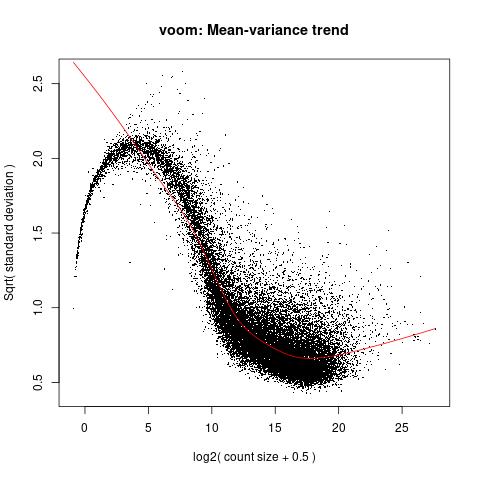 voom: Mean-variance trend
Sqrt( standard deviation )
2.5
2.0
1.5
1.0
0.5
0 5 10 15 20 25
log2( count size + 0.5 )